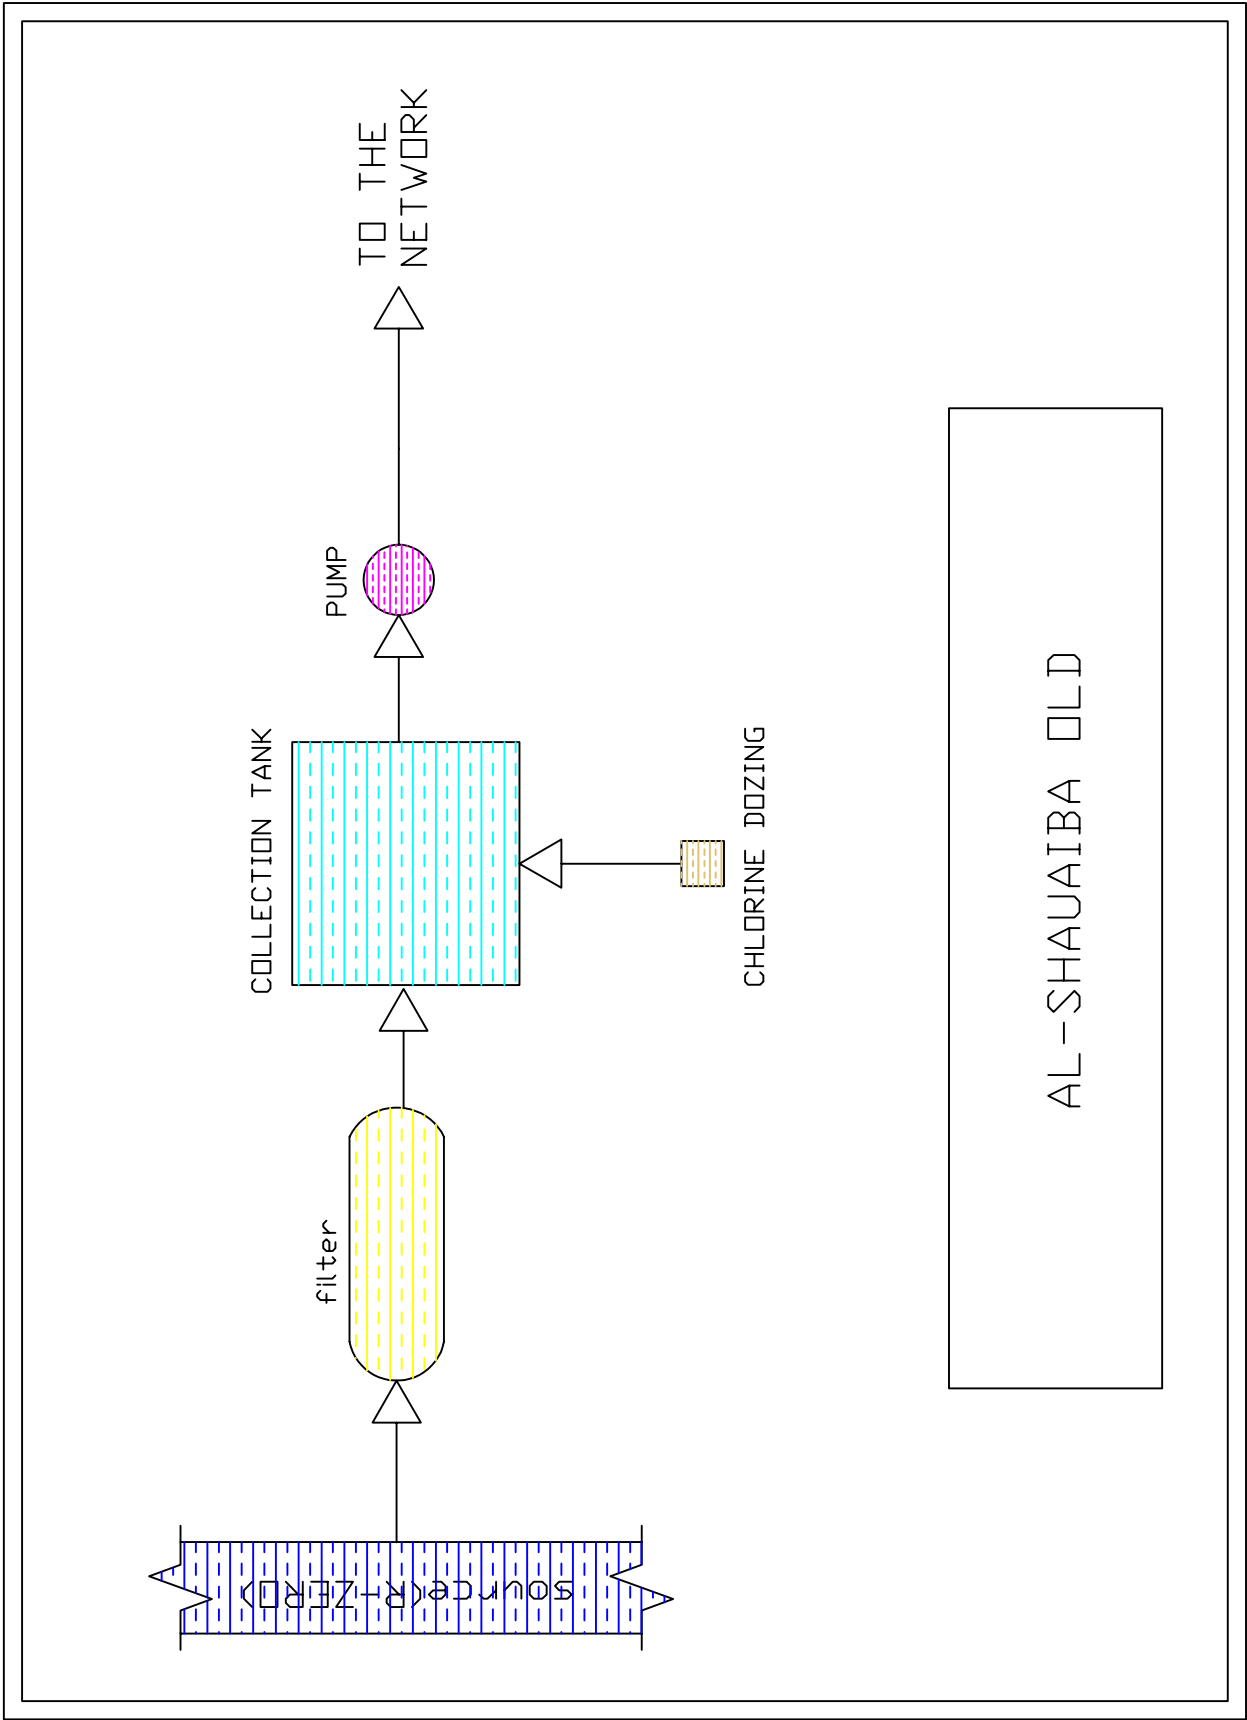 TO THE
NETWORK
PUMP
COLLECTION TANK
CHLORINE DOZING
filter
source(R-ZERO)
AL-SHAUAIBA OLD